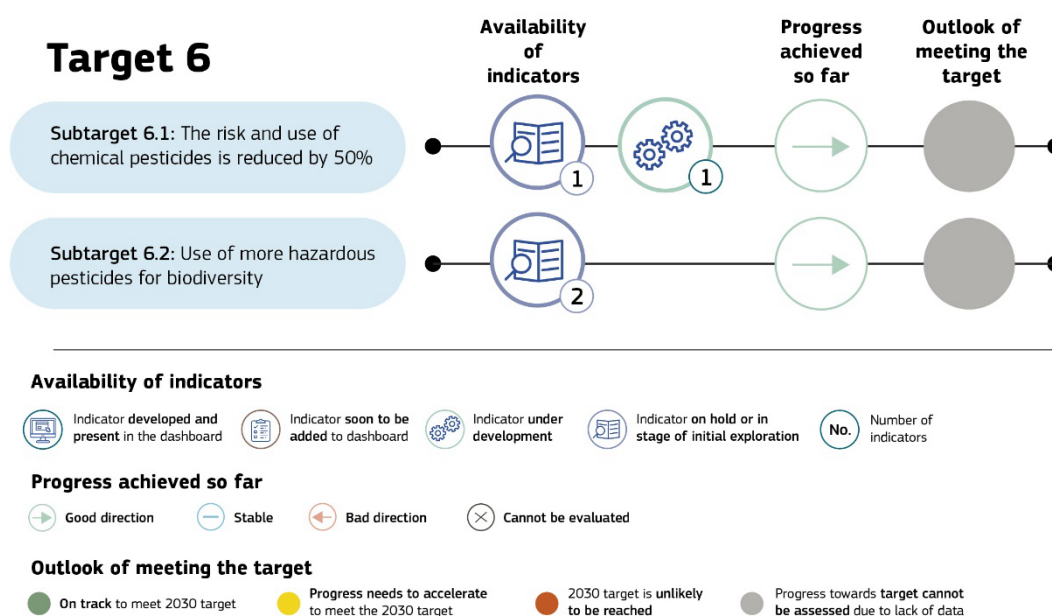 Target 6
Availability
of
indicators
Progress
achieved
so far
Outlook of
meeting the
target
Subtarget 6.1: The risk and use of
chemical pesticides is reduced by 50%
1
1
Subtarget 6.2: Use of more hazardous
pesticides for biodiversity
2
Availability of indicators
Indicator developed and
present in the dashboard
Indicator soon to be
added to dashboard
Indicator under
development
Indicator on hold or in
stage of initial exploration
No.
Number of
indicators
Progress achieved so far
Good direction
Stable
Bad direction
Cannot be evaluated
Outlook of meeting the target
On track to meet 2030 target
Progress needs to accelerate
to meet the 2030 target
2030 target is unlikely
to be reached
Progress towards target cannot
be assessed due to lack of data